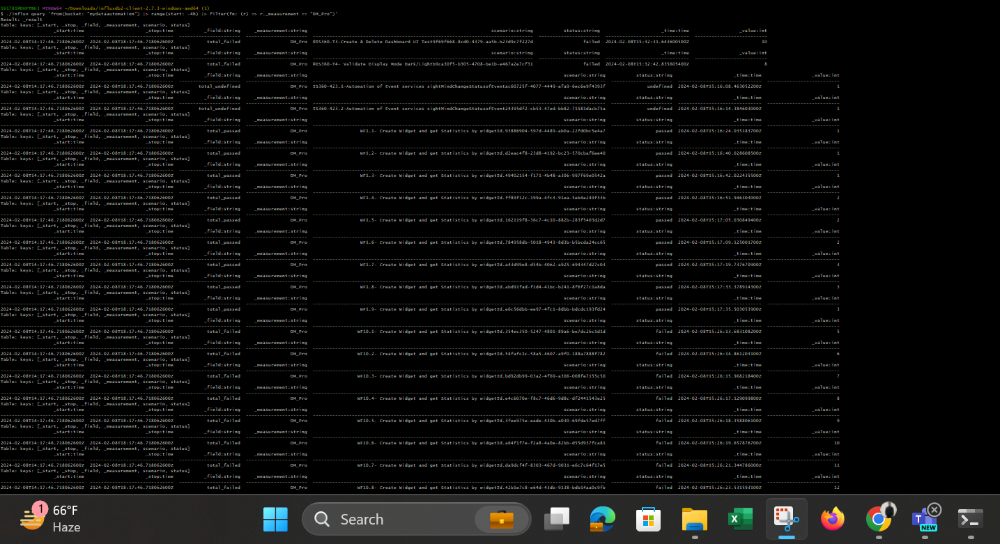 161781@DHFTBk3 MINGW64 ~/Downloads/influxdb2-client-2.7.3-windows-amd64 (1)
$ ./influx query 'from(bucket: "mydataautomation") |> range(start: -4h) |> filter(fn: (r) => r._measurement == "DM_Pro")'
Result: _result
Table: keys: [_start, _stop, _field, _measurement, scenario, status]
_start:time _stop:time _field:string _measurement:string scenario:string status:string _time:time _value:int
2024-02-08T14:17:46.718062600Z 2024-02-08T18:17:46.718062600Z total_failed DM_Pro @IS360-T3-Create & Delete Dashboard UI Test9f69f668-8cd0-4379-aa5b-b23d9c7f227d failed 2024-02-08T15:32:31.643600500Z 10
Table: keys: [_start, _stop, _field, _measurement, scenario, status]
_start:time _stop:time _field:string _measurement:string scenario:string status:string _time:time _value:int
2024-02-08T14:17:46.718062600Z 2024-02-08T18:17:46.718062600Z total_failed DM_Pro @IS360-T4- Validate Display Mode Dark/Lightb9ca30f5-b305-4708-be1b-e467a2e7cf31 failed 2024-02-08T15:32:42.835605400Z 8
Table: keys: [_start, _stop, _field, _measurement, scenario, status]
_start:time _stop:time _field:string _measurement:string scenario:string status:string _time:time _value:int
2024-02-08T14:17:46.718062600Z 2024-02-08T18:17:46.718062600Z total_undefined DM_Pro IS360-423.1-Automation of Event services sightMindChangeStatusofEventac60725f-4077-4449-afa9-6ec6e9f4393f undefined 2024-02-08T15:16:08.463052200Z 1
Table: keys: [_start, _stop, _field, _measurement, scenario, status]
_start:time _stop:time _field:string _measurement:string scenario:string status:string _time:time _value:int
2024-02-08T14:17:46.718062600Z 2024-02-08T18:17:46.718062600Z total_undefined DM_Pro IS360-423.2-Automation of Event services sightMindChangeStatusofEvent24395df2-cb53-47ed-bb82-71581dacb75a undefined 2024-02-08T15:16:14.384603000Z 1
Table: keys: [_start, _stop, _field, _measurement, scenario, status]
_start:time _stop:time _field:string _measurement:string scenario:string status:string _time:time _value:int
2024-02-08T14:17:46.718062600Z 2024-02-08T18:17:46.718062600Z total_passed DM_Pro WF1.1- Create Widget and get Statistics by widgetId.93886904-597d-4489-ab0a-22fd0bc5e4a7 passed 2024-02-08T15:16:24.035183700Z 1
Table: keys: [_start, _stop, _field, _measurement, scenario, status]
_start:time _stop:time _field:string _measurement:string scenario:string status:string _time:time _value:int
2024-02-08T14:17:46.718062600Z 2024-02-08T18:17:46.718062600Z total_passed DM_Pro WF1.2- Create Widget and get Statistics by widgetId.d2eac4f8-23d8-4192-bc23-570cbaf6ee40 passed 2024-02-08T15:16:40.028608500Z 1
Table: keys: [_start, _stop, _field, _measurement, scenario, status]
_start:time _stop:time _field:string _measurement:string scenario:string status:string _time:time _value:int
2024-02-08T14:17:46.718062600Z 2024-02-08T18:17:46.718062600Z total_passed DM_Pro WF1.3- Create Widget and get Statistics by widgetId.49402154-f171-4b48-a306-997f69e0542a passed 2024-02-08T15:16:42.022435500Z 1
Table: keys: [_start, _stop, _field, _measurement, scenario, status]
_start:time _stop:time _field:string _measurement:string scenario:string status:string _time:time _value:int
2024-02-08T14:17:46.718062600Z 2024-02-08T18:17:46.718062600Z total_passed DM_Pro WF1.4- Create Widget and get Statistics by widgetId.ff89f12c-199a-4fc3-91ea-5eb4e249f33b passed 2024-02-08T15:16:51.946303000Z 2
Table: keys: [_start, _stop, _field, _measurement, scenario, status]
_start:time _stop:time _field:string _measurement:string scenario:string status:string _time:time _value:int
2024-02-08T14:17:46.718062600Z 2024-02-08T18:17:46.718062600Z total_passed DM_Pro WF1.5- Create Widget and get Statistics by widgetId.162119f8-36c7-4c10-882b-283f5403d2d7 passed 2024-02-08T15:17:05.030849400Z 2
Table: keys: [_start, _stop, _field, _measurement, scenario, status]
_start:time _stop:time _field:string _measurement:string scenario:string status:string _time:time _value:int
2024-02-08T14:17:46.718062600Z 2024-02-08T18:17:46.718062600Z total_passed DM_Pro WF1.6- Create Widget and get Statistics by widgetId.784958db-5018-4943-8d3b-b5bcda24cc65 passed 2024-02-08T15:17:09.125001700Z 2
Table: keys: [_start, _stop, _field, _measurement, scenario, status]
_start:time _stop:time _field:string _measurement:string scenario:string status:string _time:time _value:int
2024-02-08T14:17:46.718062600Z 2024-02-08T18:17:46.718062600Z total_passed DM_Pro WF1.7- Create Widget and get Statistics by widgetId.a43d99e8-d54b-4062-a925-694347d27c03 passed 2024-02-08T15:17:19.737670900Z 3
Table: keys: [_start, _stop, _field, _measurement, scenario, status]
_start:time _stop:time _field:string _measurement:string scenario:string status:string _time:time _value:int
2024-02-08T14:17:46.718062600Z 2024-02-08T18:17:46.718062600Z total_passed DM_Pro WF1.8- Create Widget and get Statistics by widgetId.abd91fad-f1d4-41bc-b241-8f6f27c1a8da passed 2024-02-08T15:17:33.378914300Z 3
Table: keys: [_start, _stop, _field, _measurement, scenario, status]
_start:time _stop:time _field:string _measurement:string scenario:string status:string _time:time _value:int
2024-02-08T14:17:46.718062600Z 2024-02-08T18:17:46.718062600Z total_passed DM_Pro WF1.9- Create Widget and get Statistics by widgetId.e6c56dbb-ee97-4fc1-8dbb-bdcdc193fd24 passed 2024-02-08T15:17:35.503053900Z 3
Table: keys: [_start, _stop, _field, _measurement, scenario, status]
_start:time _stop:time _field:string _measurement:string scenario:string status:string _time:time _value:int
2024-02-08T14:17:46.718062600Z 2024-02-08T18:17:46.718062600Z total_failed DM_Pro WF10.1- Create Widget and get Statistics by widgetId.354ec350-5247-4801-89a6-be7dc26c1d1d failed 2024-02-08T15:26:13.683108200Z 5
Table: keys: [_start, _stop, _field, _measurement, scenario, status]
_start:time _stop:time _field:string _measurement:string scenario:string status:string _time:time _value:int
2024-02-08T14:17:46.718062600Z 2024-02-08T18:17:46.718062600Z total_failed DM_Pro WF10.2- Create Widget and get Statistics by widgetId.54fafc1c-58a5-4607-a9f0-188a7888f782 failed 2024-02-08T15:26:14.861203100Z 6
Table: keys: [_start, _stop, _field, _measurement, scenario, status]
_start:time _stop:time _field:string _measurement:string scenario:string status:string _time:time _value:int
2024-02-08T14:17:46.718062600Z 2024-02-08T18:17:46.718062600Z total_failed DM_Pro WF10.3- Create Widget and get Statistics by widgetId.bd92db99-03a2-4f69-a306-008fe7155c50 failed 2024-02-08T15:26:15.968218400Z 7
Table: keys: [_start, _stop, _field, _measurement, scenario, status]
_start:time _stop:time _field:string _measurement:string scenario:string status:string _time:time _value:int
2024-02-08T14:17:46.718062600Z 2024-02-08T18:17:46.718062600Z total_failed DM_Pro WF10.4- Create Widget and get Statistics by widgetId.e4c6070e-f8c7-46d6-9d8c-df2441543e25 failed 2024-02-08T15:26:17.129099800Z 8
Table: keys: [_start, _stop, _field, _measurement, scenario, status]
_start:time _stop:time _field:string _measurement:string scenario:string status:string _time:time _value:int
2024-02-08T14:17:46.718062600Z 2024-02-08T18:17:46.718062600Z total_failed DM_Pro WF10.5- Create Widget and get Statistics by widgetId.3fee975e-eade-430b-a030-69fde57ed7ff failed 2024-02-08T15:26:18.358806100Z 9
Table: keys: [_start, _stop, _field, _measurement, scenario, status]
_start:time _stop:time _field:string _measurement:string scenario:string status:string _time:time _value:int
2024-02-08T14:17:46.718062600Z 2024-02-08T18:17:46.718062600Z total_failed DM_Pro WF10.6- Create Widget and get Statistics by widgetId.a64f1f7e-f2a8-4a0e-82bb-d55d937fca81 failed 2024-02-08T15:26:19.657876700Z 10
Table: keys: [_start, _stop, _field, _measurement, scenario, status]
_start:time _stop:time _field:string _measurement:string scenario:string status:string _time:time _value:int
2024-02-08T14:17:46.718062600Z 2024-02-08T18:17:46.718062600Z total_failed DM_Pro WF10.7- Create Widget and get Statistics by widgetId.da9dcf4f-8303-467d-9031-e6c7c64f17e5 failed 2024-02-08T15:26:21.344786000Z 11
Table: keys: [_start, _stop, _field, _measurement, scenario, status]
_start:time _stop:time _field:string _measurement:string scenario:string status:string _time:time _value:int
2024-02-08T14:17:46.718062600Z 2024-02-08T18:17:46.718062600Z total_failed DM_Pro WF10.8- Create Widget and get Statistics by widgetId.42b1e7c8-e64d-43db-9138-bdb14aa0c9fb failed 2024-02-08T15:26:23.531593100Z 12
1
66°F
Haze
Search
NEW